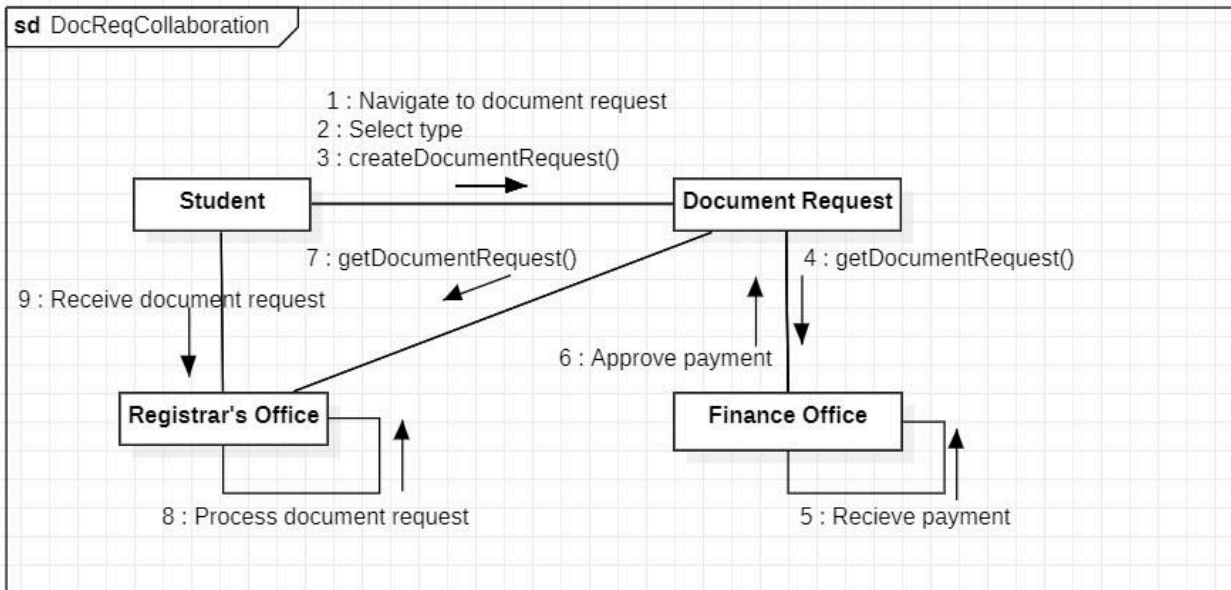 sd DocReqCollaboration
1 : Navigate to document request
2 : Select type
3 : createDocumentRequest()
Student
Document Request
7 : getDocumentRequest()
4 : getDocumentRequest()
9 : Receive document request
6 : Approve payment
Registrar's Office
Finance Office
8 : Process document request
5 : Recieve payment